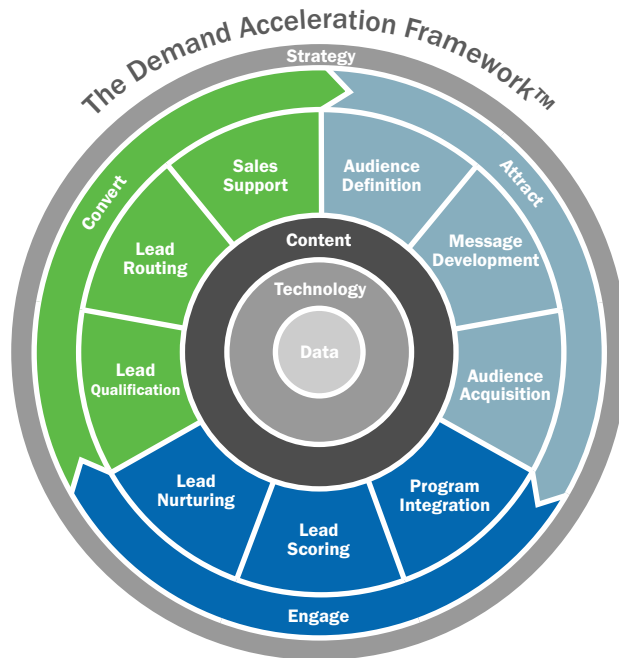 The Demand Acceleration Framework™
Strategy
Attract
Audience
Definition
Message
Development
Audience
Acquisition
Engage
Program
Integration
Lead
Scoring
Lead
Nurturing
Convert
Lead
Qualification
Lead
Routing
Sales
Support
Content
Technology
Data